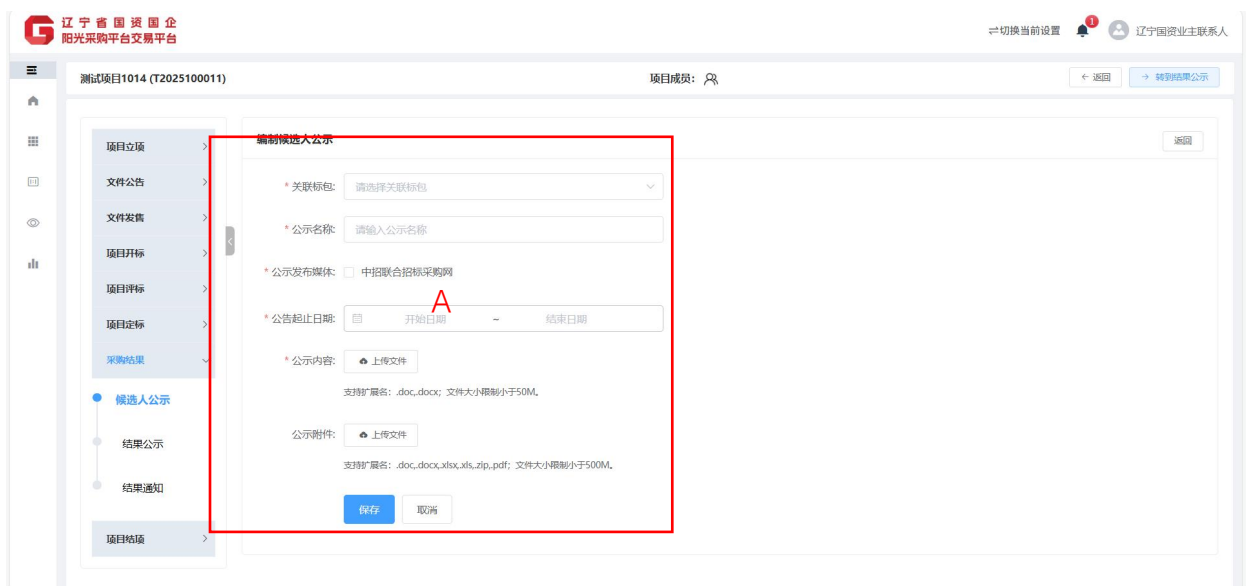 辽宁省国资国企
阳光采购平台交易平台
切换当前设置
1
辽宁国资业主联系人
测试项目1014 (T2025100011)
项目成员：
← 返回
→ 转到结果公示
项目立项
文件公告
文件发售
项目开标
项目评标
项目定标
采购结果
候选人公示
结果公示
结果通知
项目结项
编制候选人公示
返回
* 关联标包: 请选择关联标包
* 公示名称: 请输入公示名称
* 公示发布媒体: 中招联合招标采购网
A
* 公告起止日期: 开始日期 ~ 结束日期
* 公示内容: 上传文件
支持扩展名：.doc,.docx；文件大小限制小于50M。
公示附件: 上传文件
支持扩展名：.doc,.docx,.xlsx,.xls,.zip,.pdf；文件大小限制小于500M。
保存 取消